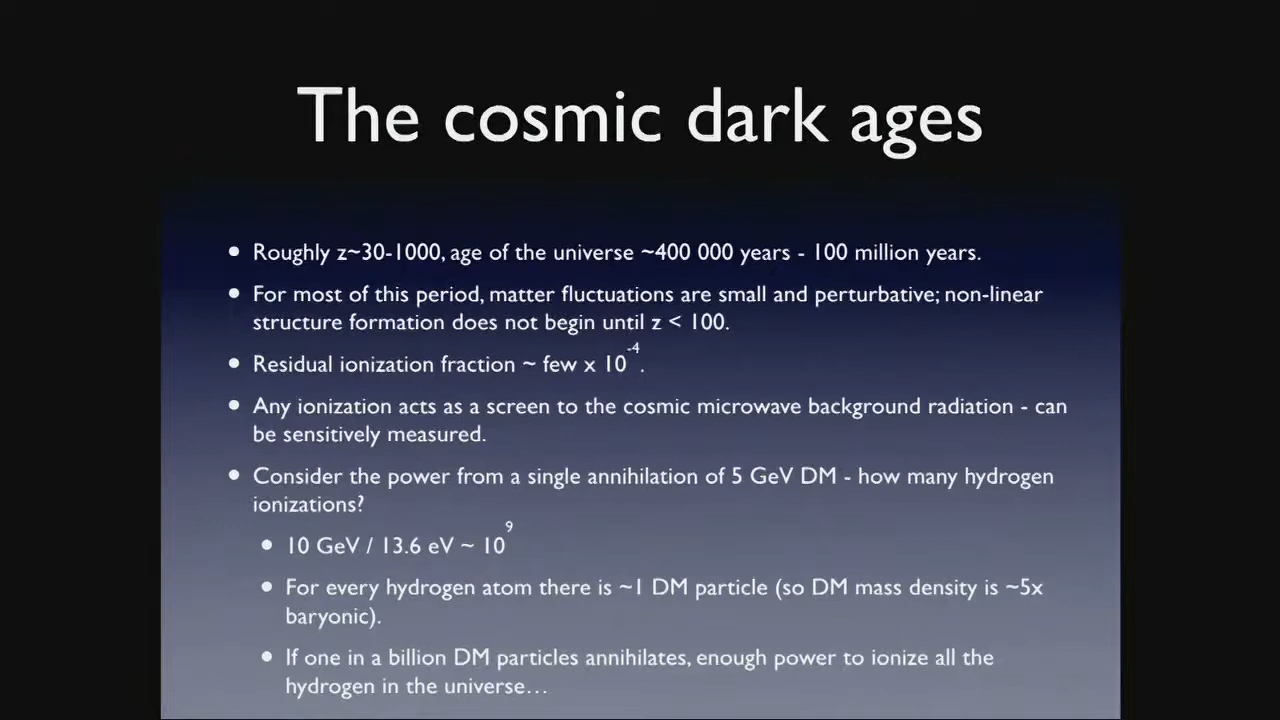 The cosmic dark ages
• Roughly z~30-1000, age of the universe ~400 000 years - 100 million years.
• For most of this period, matter fluctuations are small and perturbative; non-linear
structure formation does not begin until z < 100.
• Residual ionization fraction ~ few x 10⁻⁴.
• Any ionization acts as a screen to the cosmic microwave background radiation - can
be sensitively measured.
• Consider the power from a single annihilation of 5 GeV DM - how many hydrogen
ionizations?
• 10 GeV / 13.6 eV ~ 10⁹
• For every hydrogen atom there is ~1 DM particle (so DM mass density is ~5x
baryonic).
• If one in a billion DM particles annihilates, enough power to ionize all the
hydrogen in the universe…